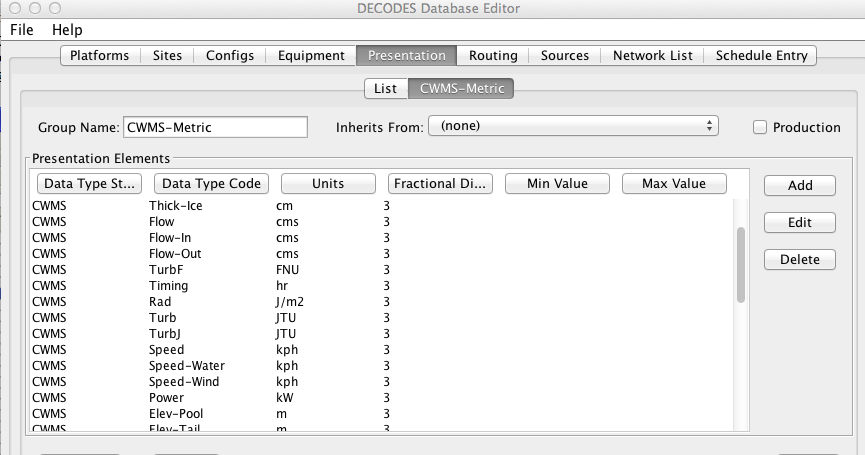 DECODES Database Editor
File Help
Platforms Sites Configs Equipment Presentation Routing Sources Network List Schedule Entry
List CWMS-Metric
Group Name: CWMS-Metric Inherits From: (none) Production
Presentation Elements
Data Type St... Data Type Code Units Fractional Di... Min Value Max Value Add
CWMS Thick-Ice cm 3
CWMS Flow cms 3 Edit
CWMS Flow-In cms 3
CWMS Flow-Out cms 3 Delete
CWMS TurbF FNU 3
CWMS Timing hr 3
CWMS Rad J/m2 3
CWMS Turb JTU 3
CWMS TurbJ JTU 3
CWMS Speed kph 3
CWMS Speed-Water kph 3
CWMS Speed-Wind kph 3
CWMS Power kW 3
CWMS Elev-Pool m 3
CWMS Elev-Tail m 3